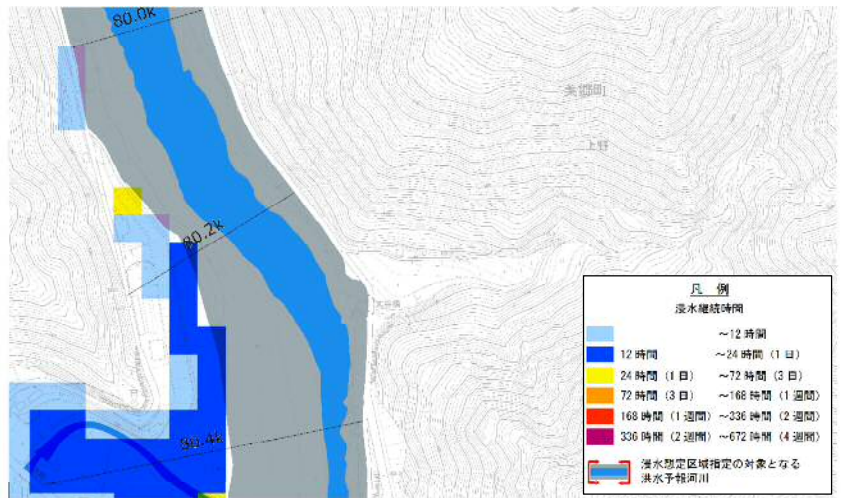 80.0k
美郷町
上野
80.2k
凡 例
浸水継続時間
～12時間
12時間 ～24時間（1日）
24時間（1日） ～72時間（3日）
72時間（3日） ～168時間（1週間）
168時間（1週間） ～336時間（2週間）
336時間（2週間） ～672時間（4週間）
浸水想定区域指定の対象となる
洪水予報河川